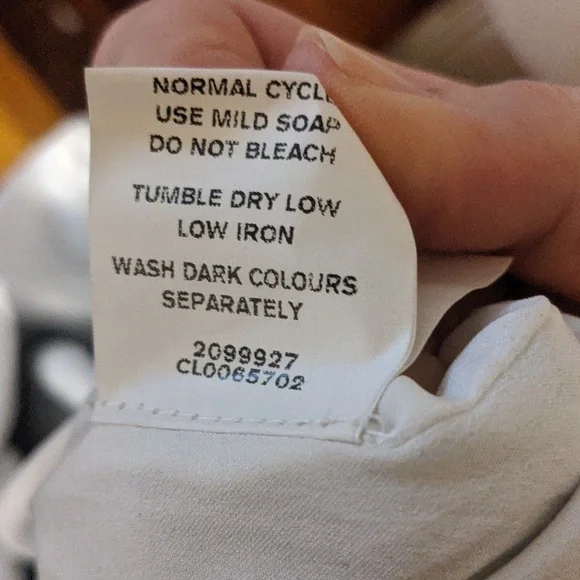 NORMAL CYCLE
USE MILD SOAP
DO NOT BLEACH
TUMBLE DRY LOW
LOW IRON
WASH DARK COLOURS
SEPARATELY
2099927
CL0065702